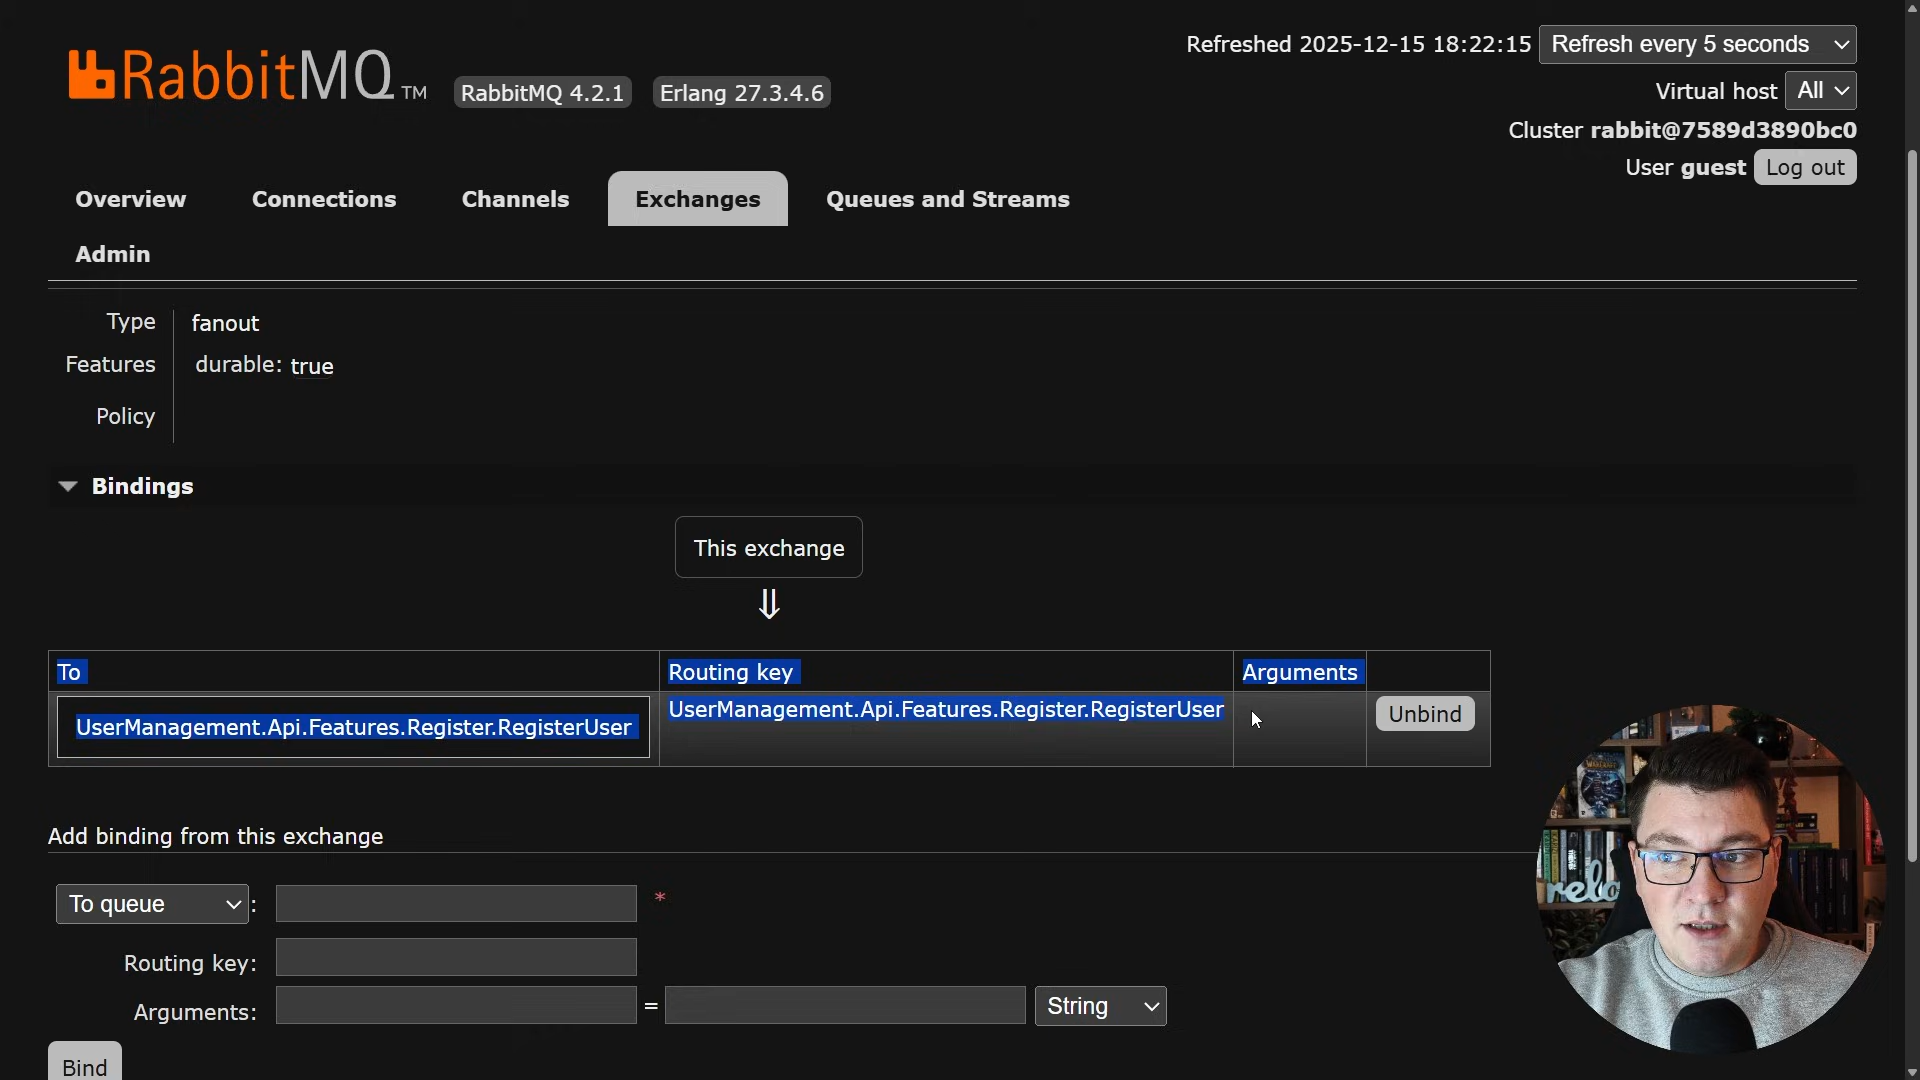 RabbitMQ TM
RabbitMQ 4.2.1
Erlang 27.3.4.6
Refreshed 2025-12-15 18:22:15
Refresh every 5 seconds
Virtual host
All
Cluster rabbit@7589d3890bc0
User guest
Log out
Overview
Connections
Channels
Exchanges
Queues and Streams
Admin
Type
fanout
Features
durable: true
Policy
Bindings
This exchange
⇓
To
Routing key
Arguments
UserManagement.Api.Features.Register.RegisterUser
UserManagement.Api.Features.Register.RegisterUser
Unbind
Add binding from this exchange
To queue
:
*
Routing key:
Arguments:
=
String
Bind